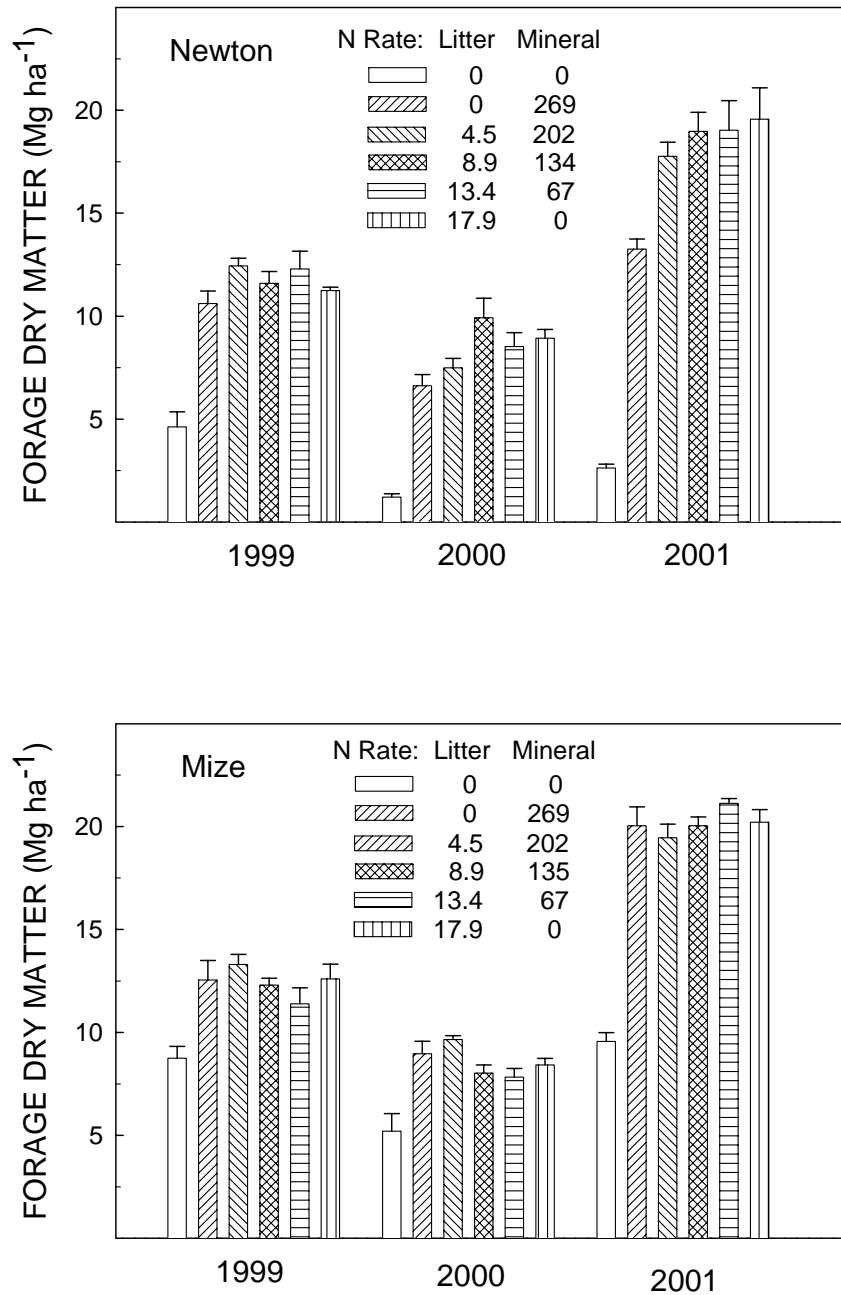 Newton
N Rate: Litter Mineral
0 0
0 269
4.5 202
8.9 134
13.4 67
17.9 0
FORAGE DRY MATTER (Mg ha⁻¹)
20
15
10
5
1999 2000 2001
Mize
N Rate: Litter Mineral
0 0
0 269
4.5 202
8.9 135
13.4 67
17.9 0
FORAGE DRY MATTER (Mg ha⁻¹)
20
15
10
5
1999 2000 2001